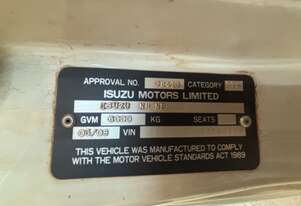 APPROVAL NO. CATEGORY
ISUZU MOTORS LIMITED
ISUZU
GVM KG SEATS
VIN
THIS VEHICLE WAS MANUFACTURED TO COMPLY
WITH THE MOTOR VEHICLE STANDARDS ACT 1989